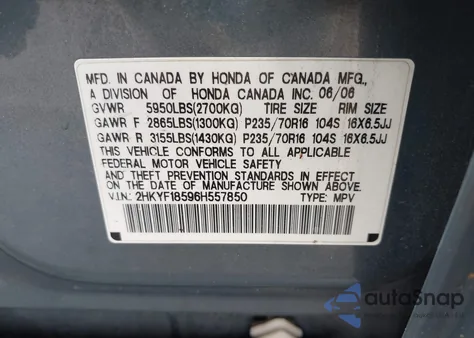 MFD. IN CANADA BY HONDA OF CANADA MFG.,
A DIVISION OF HONDA CANADA INC. 06/06
GVWR 5950LBS(2700KG) TIRE SIZE RIM SIZE
GAWR F 2865LBS(1300KG) P235/70R16 104S 16X6.5JJ
GAWR R 3155LBS(1430KG) P235/70R16 104S 16X6.5JJ
THIS VEHICLE CONFORMS TO ALL APPLICABLE
FEDERAL MOTOR VEHICLE SAFETY AND
THEFT PREVENTION STANDARDS IN EFFECT ON
THE DATE OF MANUFACTURE SHOWN ABOVE.
V.I.N.: 2HKYF18596H557850 TYPE: MPV
autoSnap